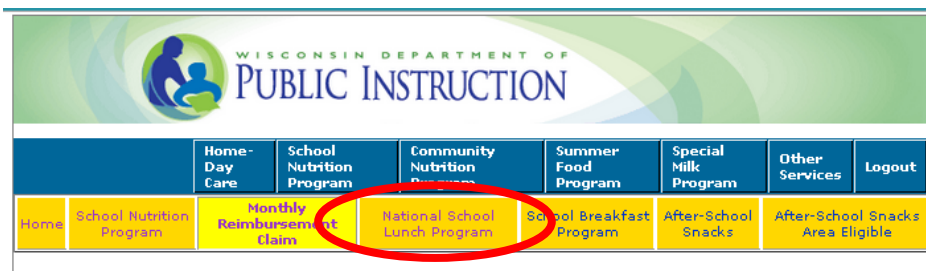 WISCONSIN DEPARTMENT OF
PUBLIC INSTRUCTION
Home-
Day
Care
School
Nutrition
Program
Community
Nutrition
Program
Summer
Food
Program
Special
Milk
Program
Other
Services
Logout
Home
School Nutrition
Program
Monthly
Reimbursement
Claim
National School
Lunch Program
School Breakfast
Program
After-School
Snacks
After-School Snacks
Area Eligible